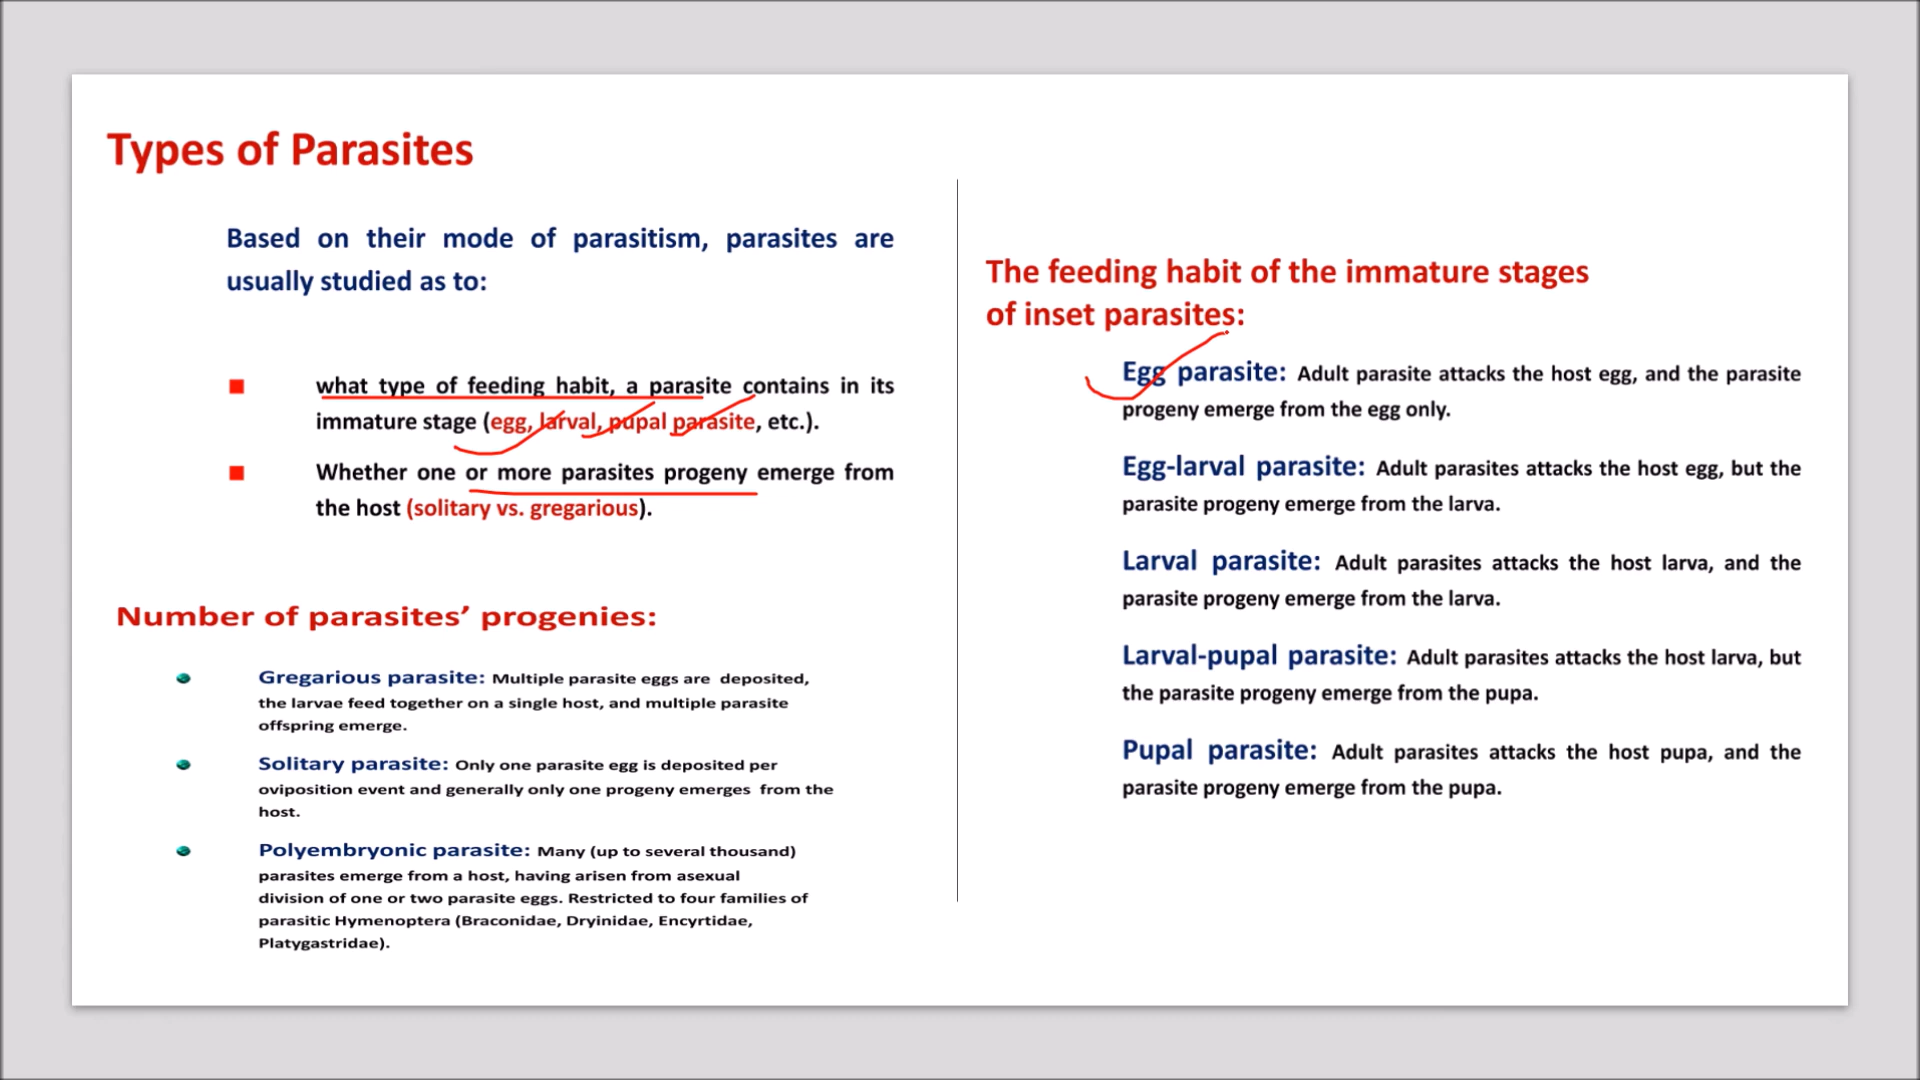 Types of Parasites
Based on their mode of parasitism, parasites are
usually studied as to:
what type of feeding habit, a parasite contains in its
immature stage (egg, larval, pupal parasite, etc.).
Whether one or more parasites progeny emerge from
the host (solitary vs. gregarious).
Number of parasites’ progenies:
Gregarious parasite: Multiple parasite eggs are deposited,
the larvae feed together on a single host, and multiple parasite
offspring emerge.
Solitary parasite: Only one parasite egg is deposited per
oviposition event and generally only one progeny emerges from the
host.
Polyembryonic parasite: Many (up to several thousand)
parasites emerge from a host, having arisen from asexual
division of one or two parasite eggs. Restricted to four families of
parasitic Hymenoptera (Braconidae, Dryinidae, Encyrtidae,
Platygastridae).
The feeding habit of the immature stages
of inset parasites:
Egg parasite: Adult parasite attacks the host egg, and the parasite
progeny emerge from the egg only.
Egg-larval parasite: Adult parasites attacks the host egg, but the
parasite progeny emerge from the larva.
Larval parasite: Adult parasites attacks the host larva, and the
parasite progeny emerge from the larva.
Larval-pupal parasite: Adult parasites attacks the host larva, but
the parasite progeny emerge from the pupa.
Pupal parasite: Adult parasites attacks the host pupa, and the
parasite progeny emerge from the pupa.